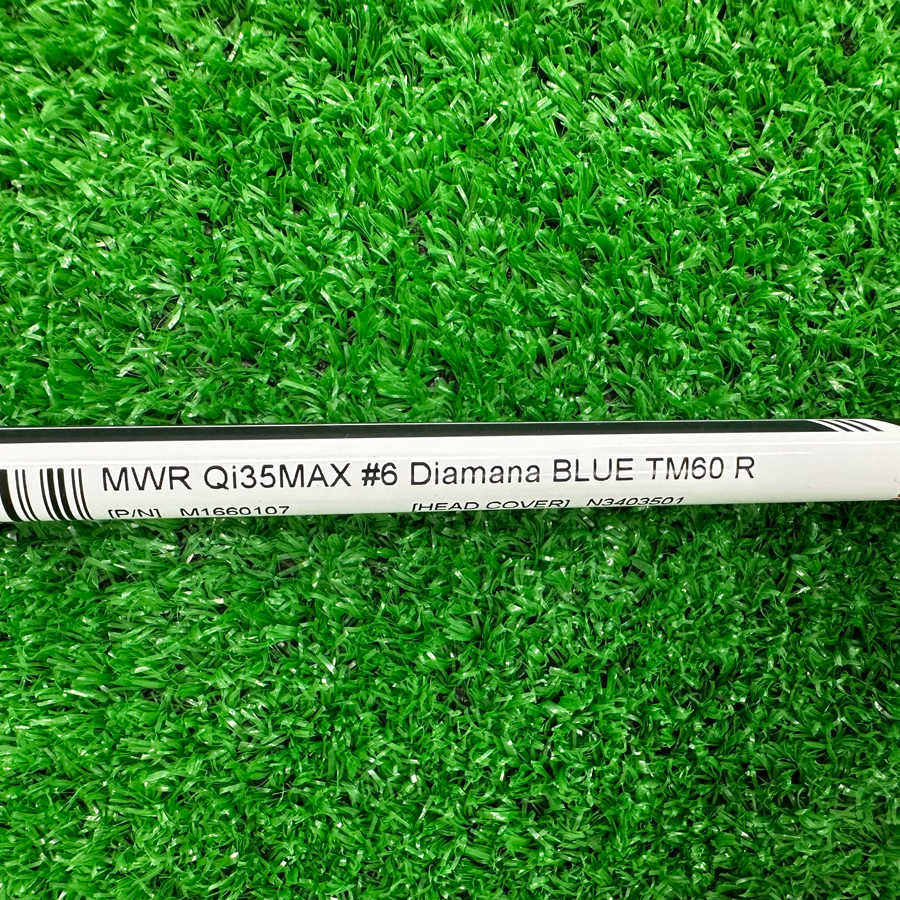 MWR Qi35MAX #6 Diamana BLUE TM60 R
[P/N] M1660107 [HEAD COVER] N3403501